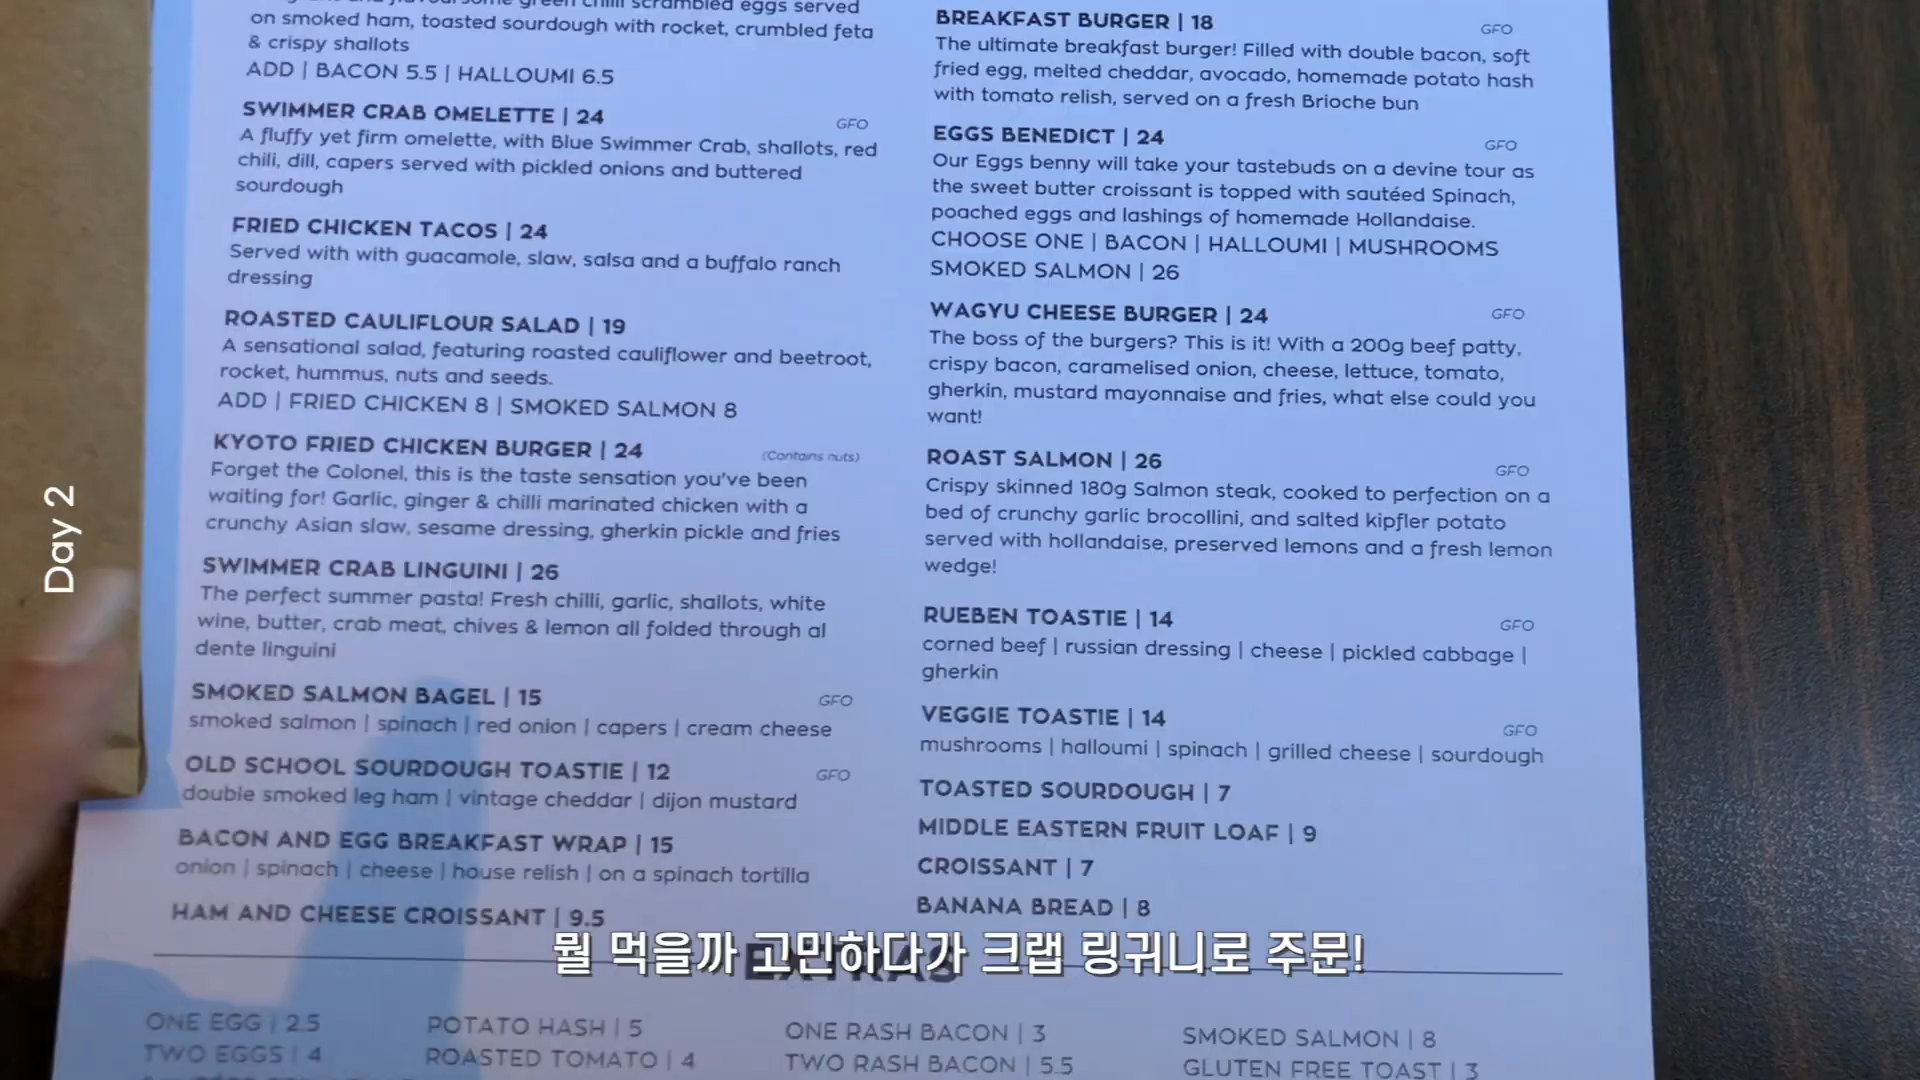 scrambled eggs served
on smoked ham, toasted sourdough with rocket, crumbled feta
& crispy shallots
ADD | BACON 5.5 | HALLOUMI 6.5
SWIMMER CRAB OMELETTE | 24
GFO
A fluffy yet firm omelette, with Blue Swimmer Crab, shallots, red
chili, dill, capers served with pickled onions and buttered
sourdough
FRIED CHICKEN TACOS | 24
Served with with guacamole, slaw, salsa and a buffalo ranch
dressing
ROASTED CAULIFLOUR SALAD | 19
A sensational salad, featuring roasted cauliflower and beetroot,
rocket, hummus, nuts and seeds.
ADD | FRIED CHICKEN 8 | SMOKED SALMON 8
KYOTO FRIED CHICKEN BURGER | 24
(Contains nuts)
Forget the Colonel, this is the taste sensation you've been
waiting for! Garlic, ginger & chilli marinated chicken with a
crunchy Asian slaw, sesame dressing, gherkin pickle and fries
SWIMMER CRAB LINGUINI | 26
The perfect summer pasta! Fresh chilli, garlic, shallots, white
wine, butter, crab meat, chives & lemon all folded through al
dente linguini
SMOKED SALMON BAGEL | 15
GFO
smoked salmon | spinach | red onion | capers | cream cheese
OLD SCHOOL SOURDOUGH TOASTIE | 12
GFO
double smoked leg ham | vintage cheddar | dijon mustard
BACON AND EGG BREAKFAST WRAP | 15
onion | spinach | cheese | house relish | on a spinach tortilla
HAM AND CHEESE CROISSANT | 9.5
BREAKFAST BURGER | 18
GFO
The ultimate breakfast burger! Filled with double bacon, soft
fried egg, melted cheddar, avocado, homemade potato hash
with tomato relish, served on a fresh Brioche bun
EGGS BENEDICT | 24
GFO
Our Eggs benny will take your tastebuds on a devine tour as
the sweet butter croissant is topped with sautéed Spinach,
poached eggs and lashings of homemade Hollandaise.
CHOOSE ONE | BACON | HALLOUMI | MUSHROOMS
SMOKED SALMON | 26
WAGYU CHEESE BURGER | 24
GFO
The boss of the burgers? This is it! With a 200g beef patty,
crispy bacon, caramelised onion, cheese, lettuce, tomato,
gherkin, mustard mayonnaise and fries, what else could you
want!
ROAST SALMON | 26
GFO
Crispy skinned 180g Salmon steak, cooked to perfection on a
bed of crunchy garlic brocollini, and salted kipfler potato
served with hollandaise, preserved lemons and a fresh lemon
wedge!
RUEBEN TOASTIE | 14
GFO
corned beef | russian dressing | cheese | pickled cabbage |
gherkin
VEGGIE TOASTIE | 14
GFO
mushrooms | halloumi | spinach | grilled cheese | sourdough
TOASTED SOURDOUGH | 7
MIDDLE EASTERN FRUIT LOAF | 9
CROISSANT | 7
BANANA BREAD | 8
EXTRAS
ONE EGG | 2.5
TWO EGGS | 4
POTATO HASH | 5
ROASTED TOMATO | 4
ONE RASH BACON | 3
TWO RASH BACON | 5.5
SMOKED SALMON | 8
GLUTEN FREE TOAST | 3
Day 2
뭘 먹을까 고민하다가 크랩 링귀니로 주문!